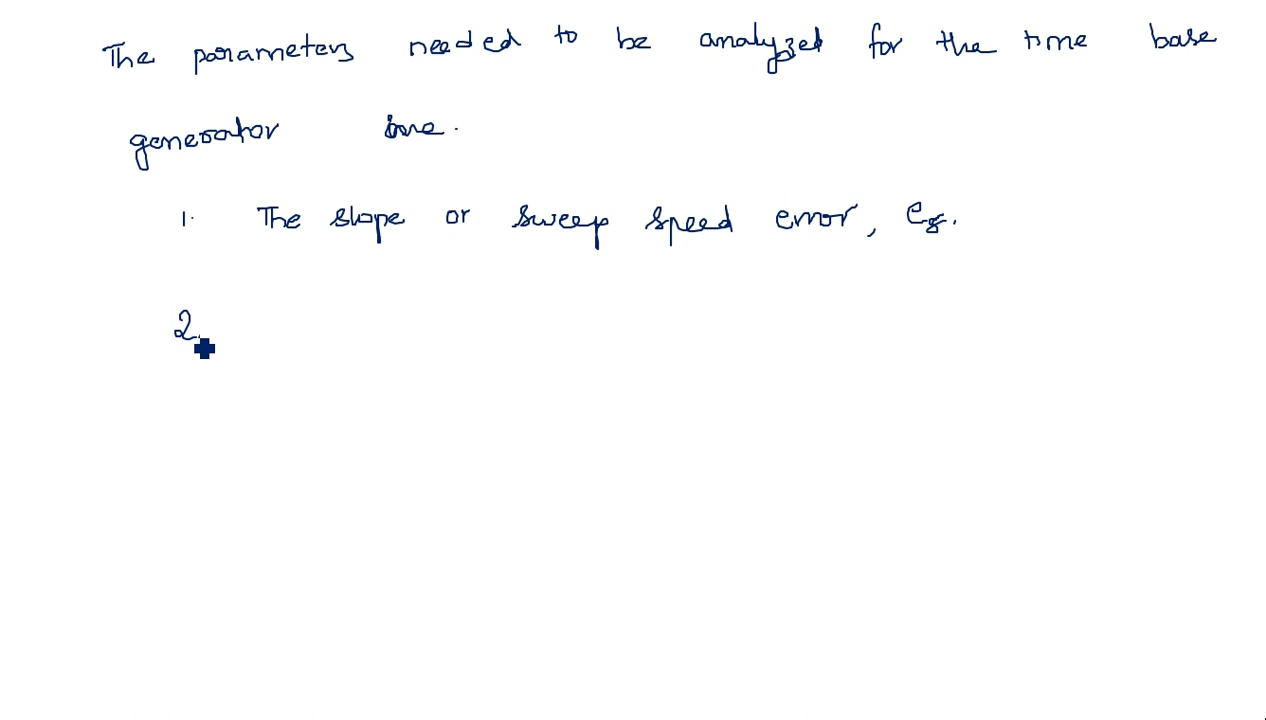 The parameters needed to be analyzed for the time base
generator are.
1. The slope or sweep speed error, es.
2.